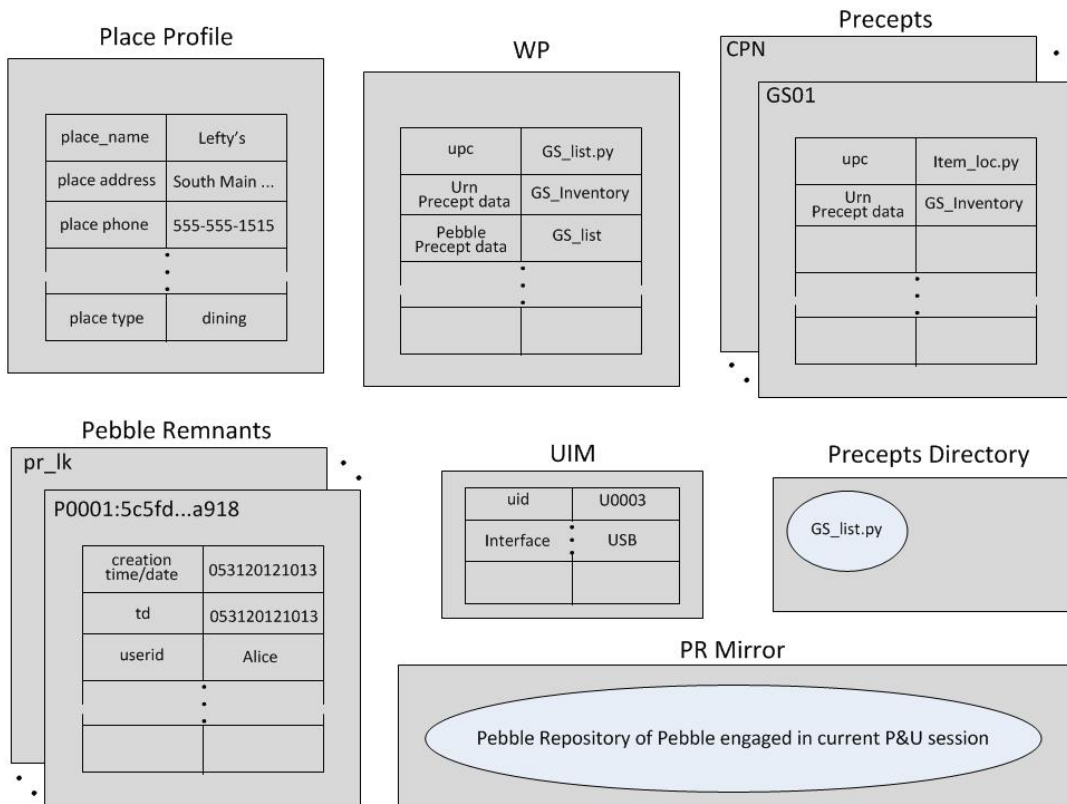 Place Profile
place_name
Lefty's
place address
South Main ...
place phone
555-555-1515
place type
dining
WP
upc
GS_list.py
Urn
Precept data
GS_Inventory
Pebble
Precept data
GS_list
Precepts
CPN
GS01
upc
Item_loc.py
Urn
Precept data
GS_Inventory
Pebble Remnants
pr_lk
P0001:5c5fd...a918
creation
time/date
053120121013
td
053120121013
userid
Alice
UIM
uid
U0003
Interface
USB
Precepts Directory
GS_list.py
PR Mirror
Pebble Repository of Pebble engaged in current P&U session